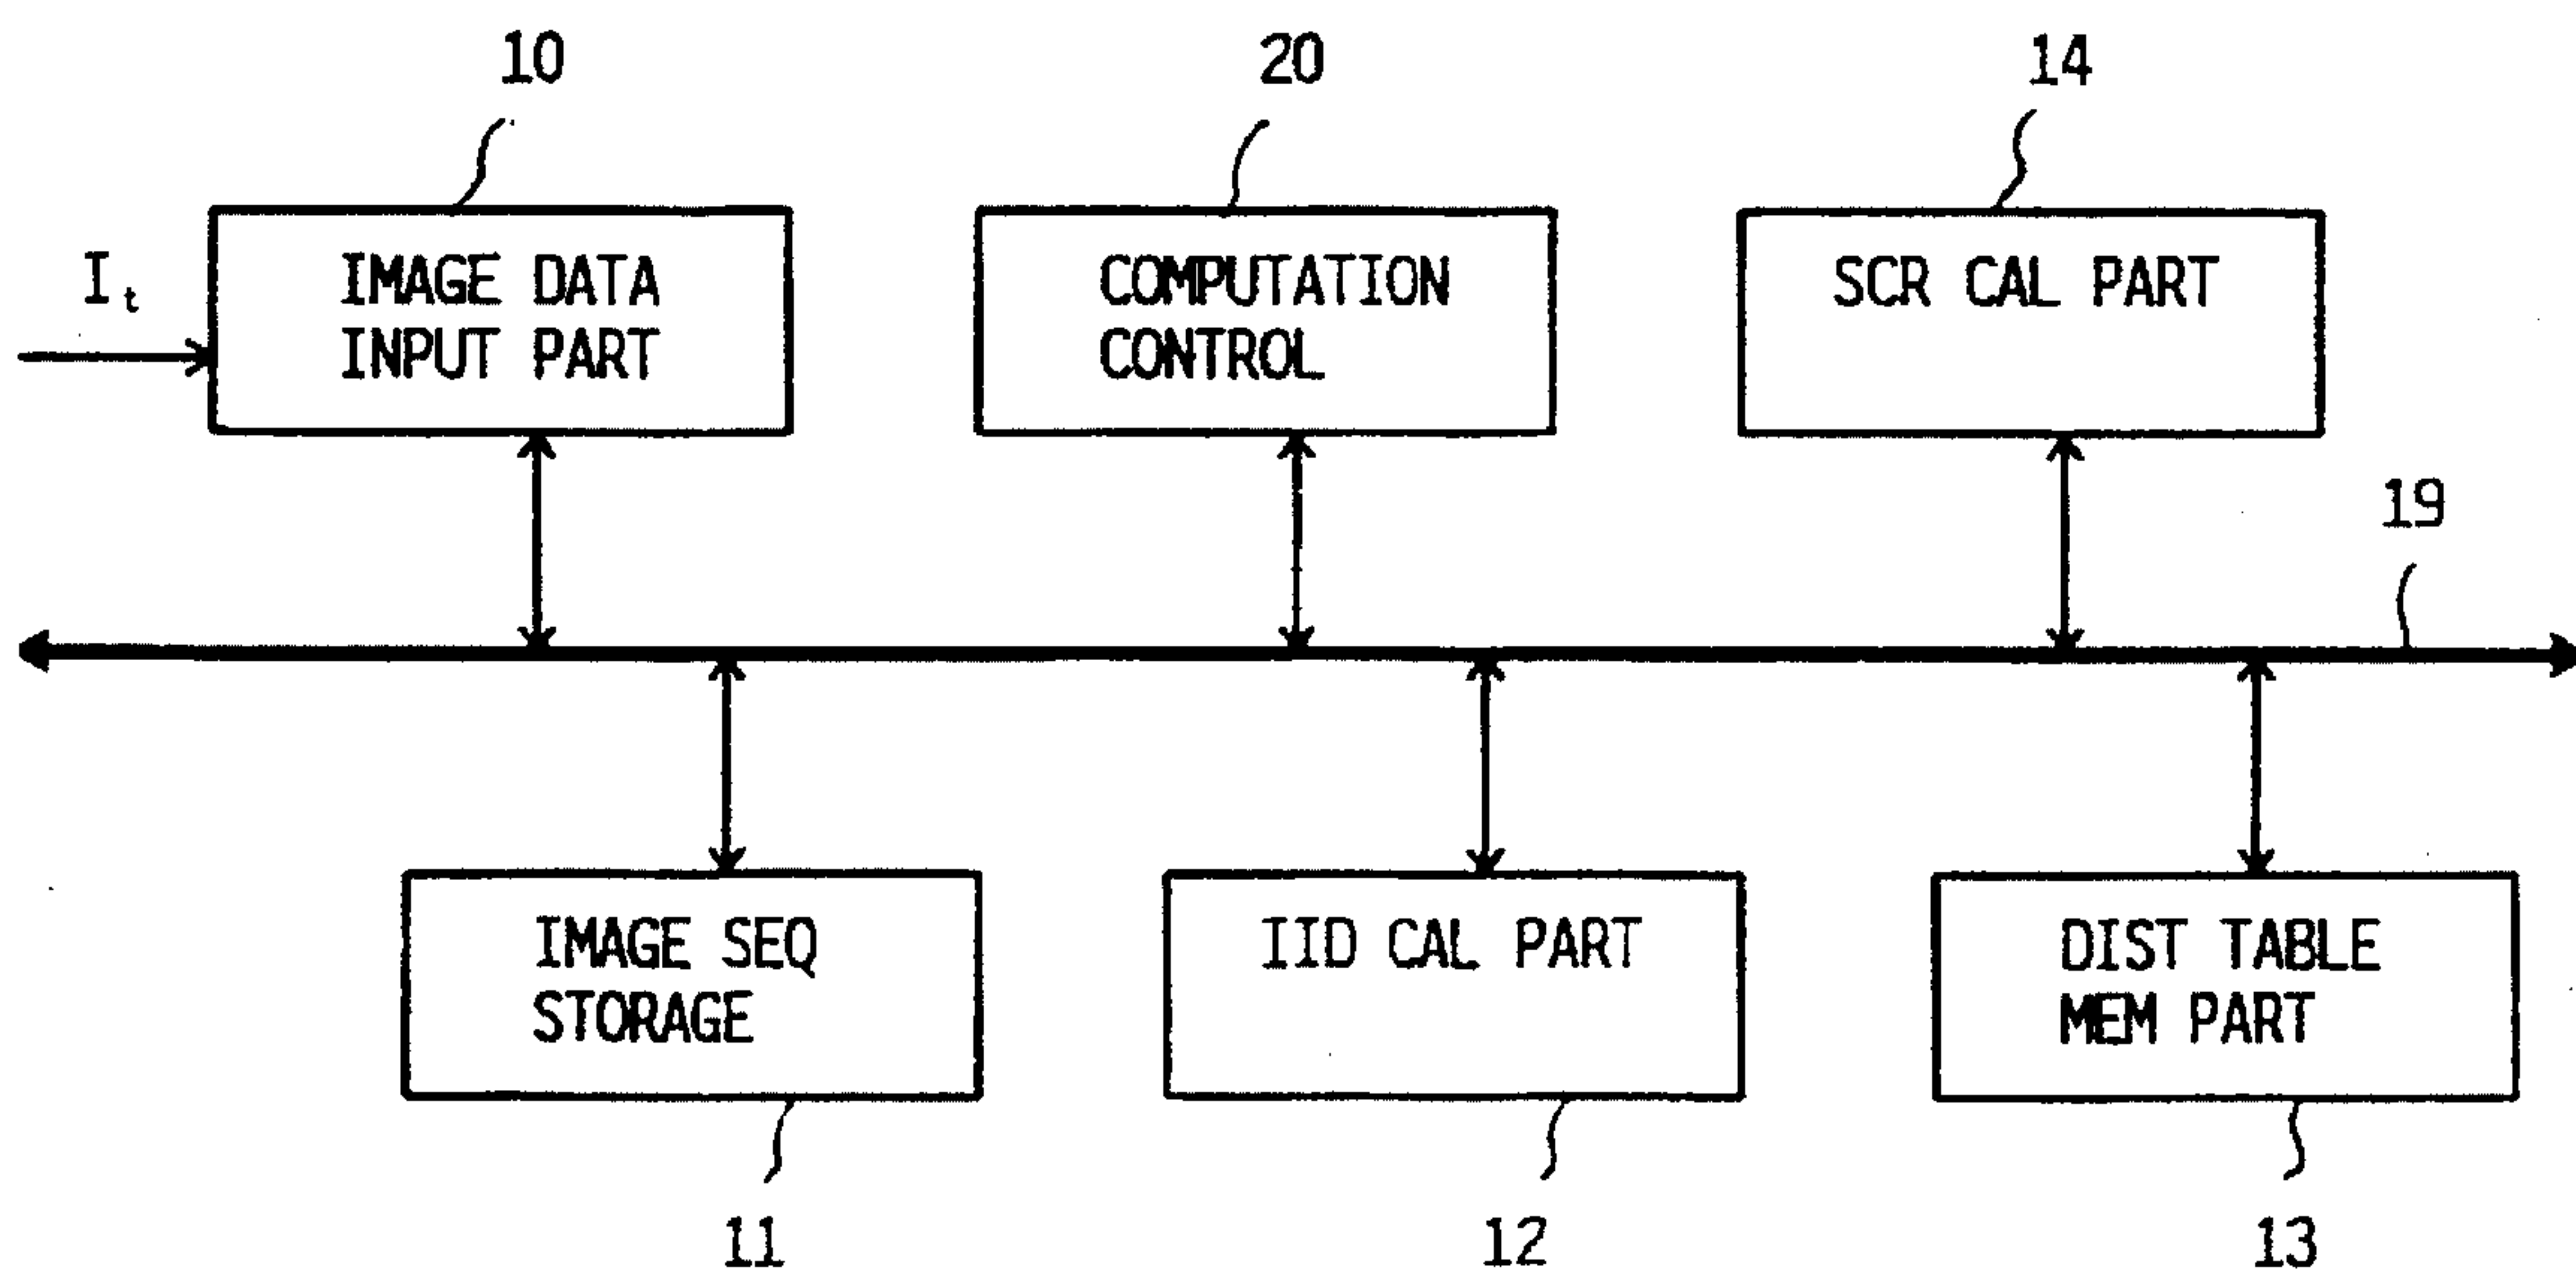 10
20
14
Iₜ
IMAGE DATA
INPUT PART
COMPUTATION
CONTROL
SCR CAL PART
19
IMAGE SEQ
STORAGE
IID CAL PART
DIST TABLE
MEM PART
11
12
13